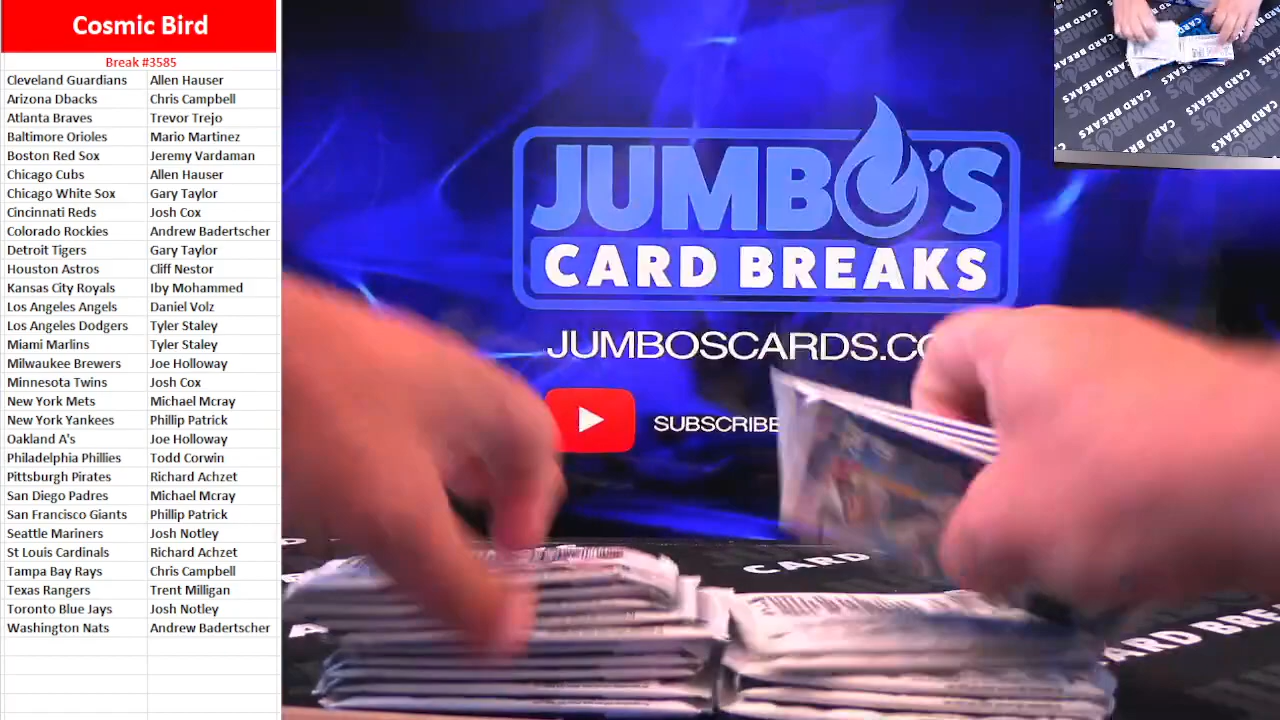 Cosmic Bird
Break #3585
Cleveland Guardians Allen Hauser
Arizona Dbacks Chris Campbell
Atlanta Braves Trevor Trejo
Baltimore Orioles Mario Martinez
Boston Red Sox Jeremy Vardaman
Chicago Cubs Allen Hauser
Chicago White Sox Gary Taylor
Cincinnati Reds Josh Cox
Colorado Rockies Andrew Badertscher
Detroit Tigers Gary Taylor
Houston Astros Cliff Nestor
Kansas City Royals Iby Mohammed
Los Angeles Angels Daniel Volz
Los Angeles Dodgers Tyler Staley
Miami Marlins Tyler Staley
Milwaukee Brewers Joe Holloway
Minnesota Twins Josh Cox
New York Mets Michael Mcray
New York Yankees Phillip Patrick
Oakland A's Joe Holloway
Philadelphia Phillies Todd Corwin
Pittsburgh Pirates Richard Achzet
San Diego Padres Michael Mcray
San Francisco Giants Phillip Patrick
Seattle Mariners Josh Notley
St Louis Cardinals Richard Achzet
Tampa Bay Rays Chris Campbell
Texas Rangers Trent Milligan
Toronto Blue Jays Josh Notley
Washington Nats Andrew Badertscher
JUMBO'S
CARD BREAKS
JUMBOSCARDS.CO
SUBSCRIBE
CARD
CARD BREAKS